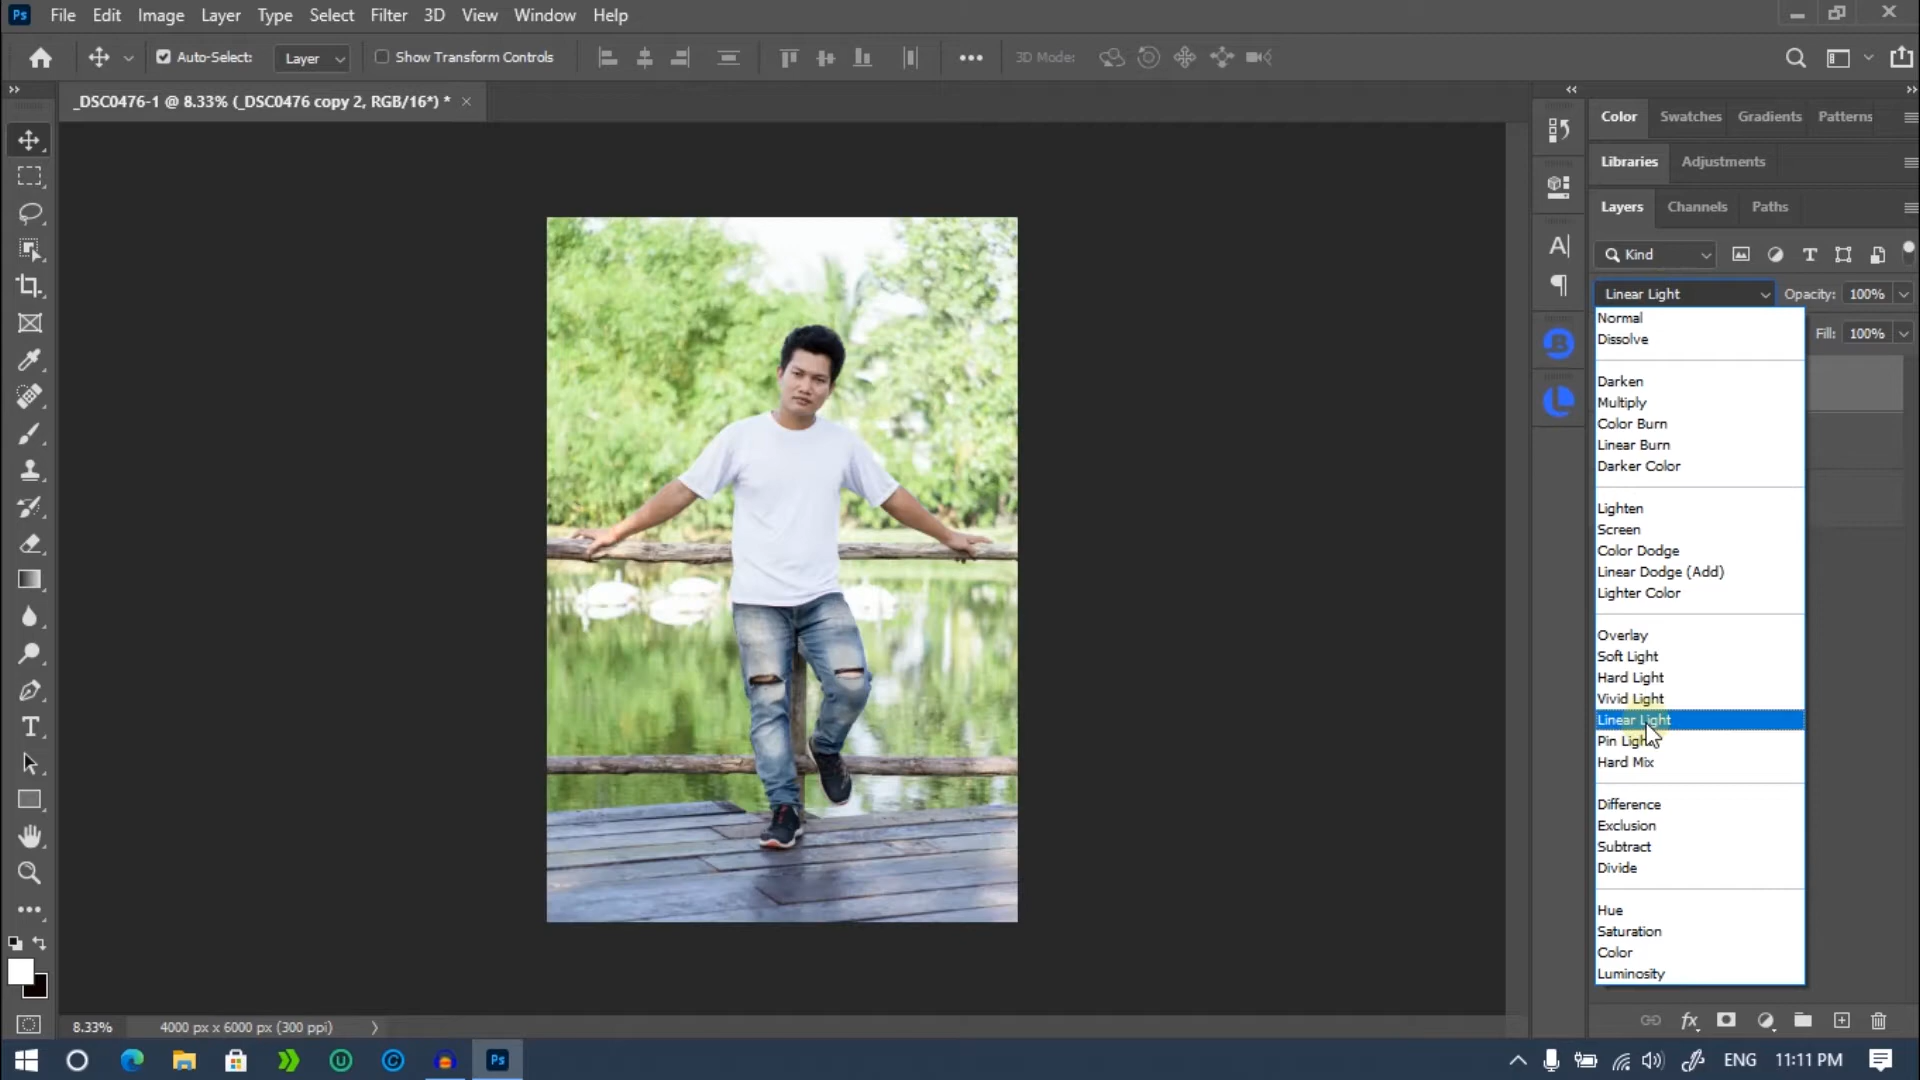 Ps File Edit Image Layer Type Select Filter 3D View Window Help
Auto-Select: Layer Show Transform Controls 3D Mode:
_DSC0476-1 @ 8.33% (_DSC0476 copy 2, RGB/16*) *
Color Swatches Gradients Patterns
Libraries Adjustments
Layers Channels Paths
Kind
Linear Light Opacity: 100%
Fill: 100%
Normal
Dissolve
Darken
Multiply
Color Burn
Linear Burn
Darker Color
Lighten
Screen
Color Dodge
Linear Dodge (Add)
Lighter Color
Overlay
Soft Light
Hard Light
Vivid Light
Linear Light
Pin Light
Hard Mix
Difference
Exclusion
Subtract
Divide
Hue
Saturation
Color
Luminosity
8.33% 4000 px x 6000 px (300 ppi)
Ps ENG 11:11 PM